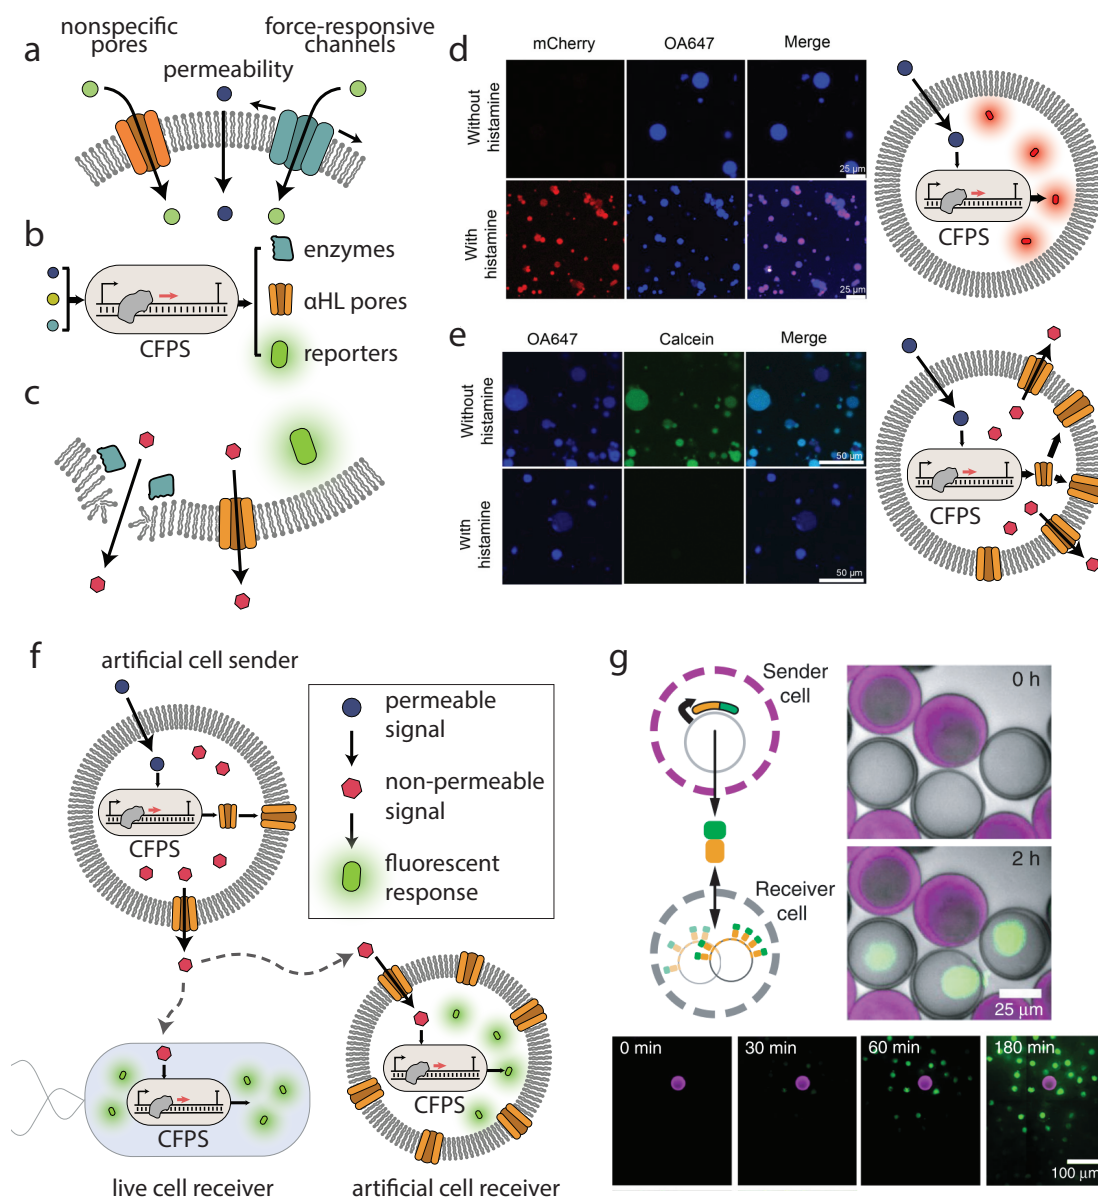 a
nonspecific
pores
permeability
force-responsive
channels
b
CFPS
enzymes
αHL pores
reporters
c
d
mCherry
OA647
Merge
Without
histamine
25 µm
With
histamine
25 µm
CFPS
e
OA647
Calcein
Merge
Without
histamine
50 µm
With
histamine
50 µm
CFPS
f
artificial cell sender
CFPS
permeable
signal
non-permeable
signal
fluorescent
response
CFPS
live cell receiver
CFPS
artificial cell receiver
g
Sender
cell
Receiver
cell
0 h
2 h
25 µm
0 min
30 min
60 min
180 min
100 µm